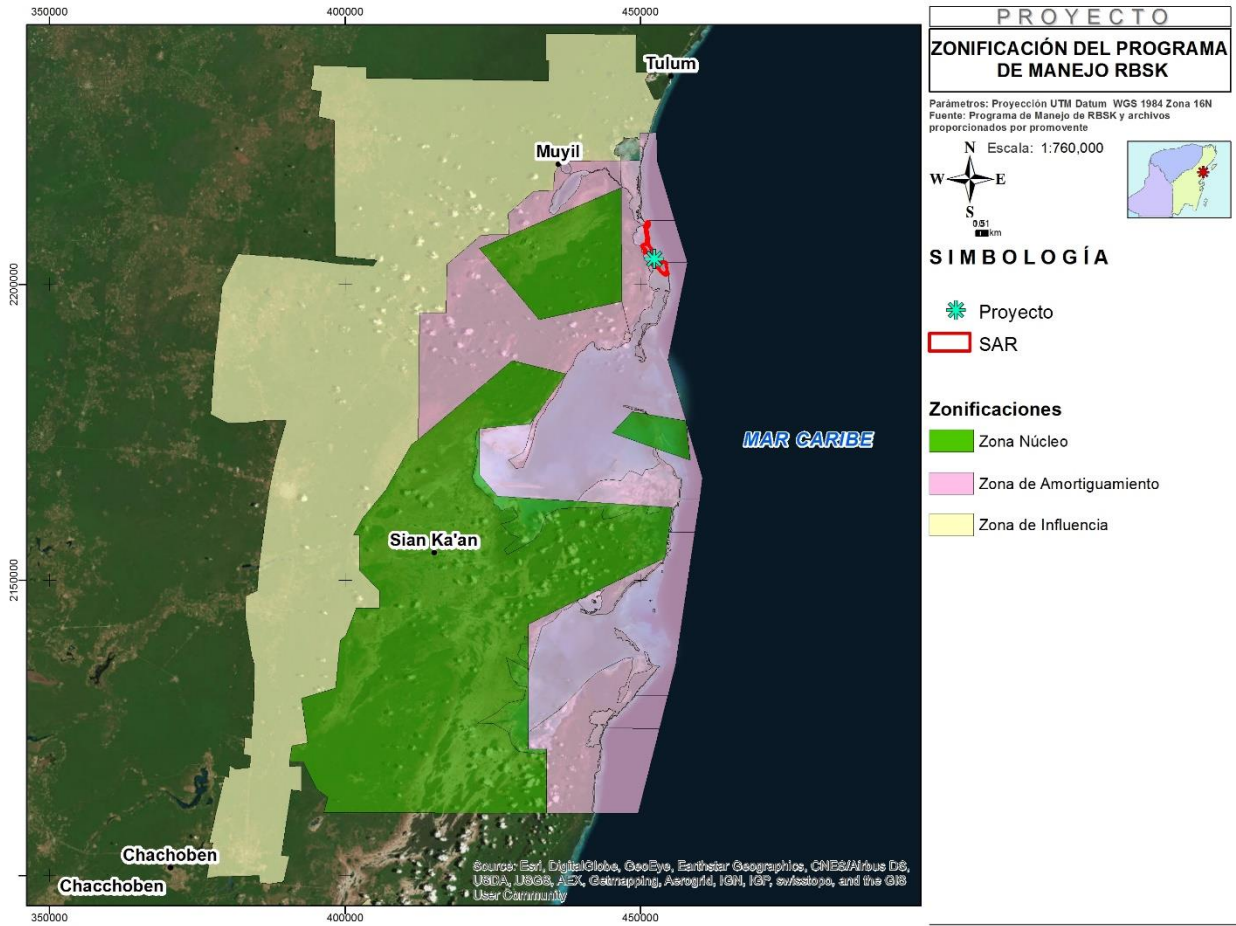 350000
400000
450000
2200000
2150000
Tulum
Muyil
MAR CARIBE
Sian Ka'an
Chachoben
Chacchoben
Source: Esri, DigitalGlobe, GeoEye, Earthstar Geographics, CNES/Airbus DS,
USDA, USGS, AEX, Getmapping, Aerogrid, IGN, IGP, swisstopo, and the GIS
User Community
350000
400000
450000
PROYECTO
ZONIFICACIÓN DEL PROGRAMA
DE MANEJO RBSK
Parámetros: Proyección UTM Datum WGS 1984 Zona 16N
Fuente: Programa de Manejo de RBSK y archivos
proporcionados por promovente
N
Escala: 1:760,000
W
E
S
km
SIMBOLOGÍA
Proyecto
SAR
Zonificaciones
Zona Núcleo
Zona de Amortiguamiento
Zona de Influencia